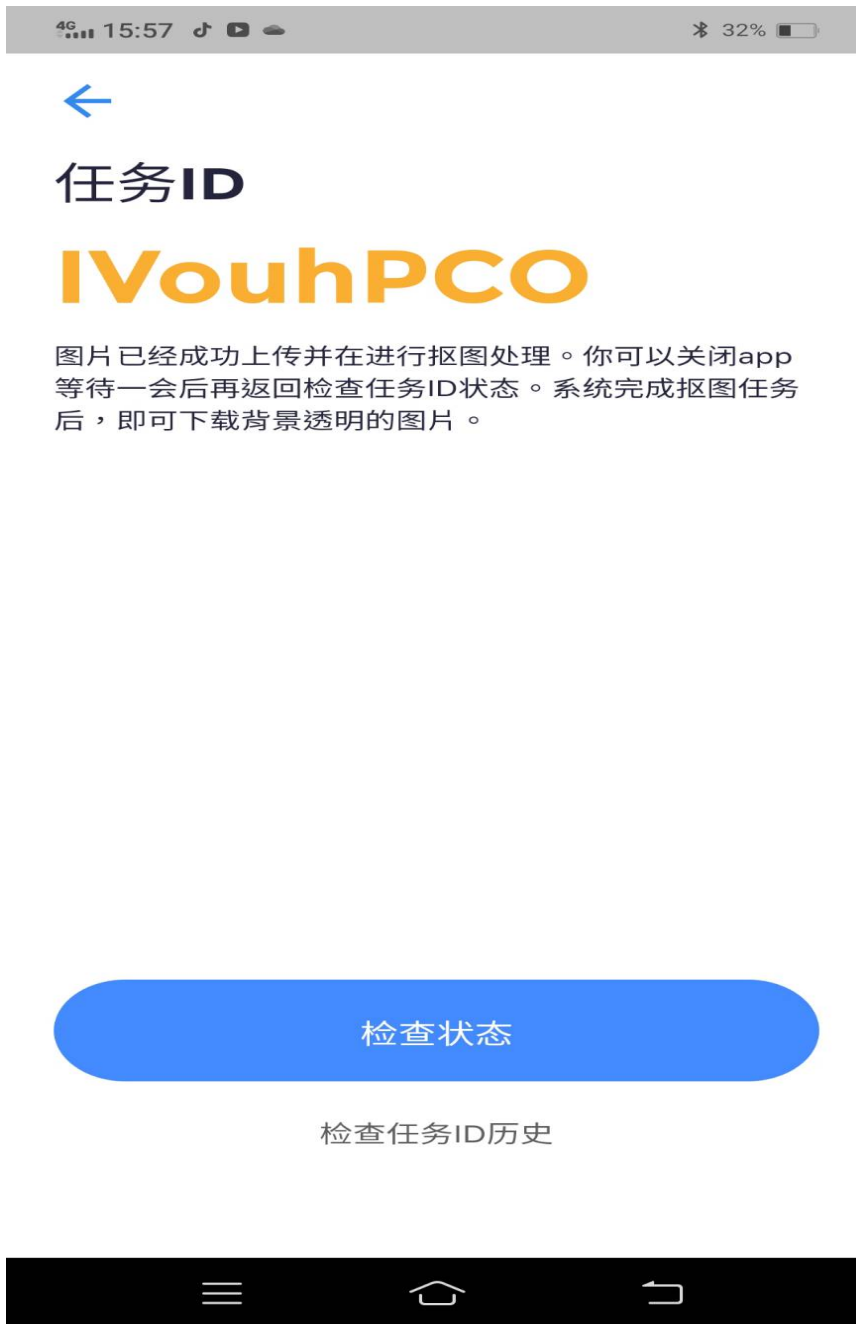 4G 15:57 32%
任务ID
IVouhPCO
图片已经成功上传并在进行抠图处理。你可以关闭app
等待一会后再返回检查任务ID状态。系统完成抠图任务
后，即可下载背景透明的图片。
检查状态
检查任务ID历史